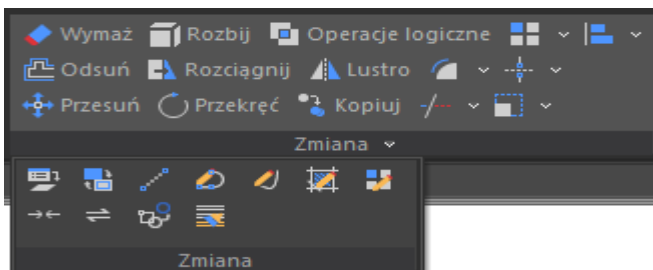 Wymaż Rozbij Operacje logiczne
Odsuń Rozciągnij Lustro
Przesuń Przekręć Kopiuj
Zmiana
Zmiana